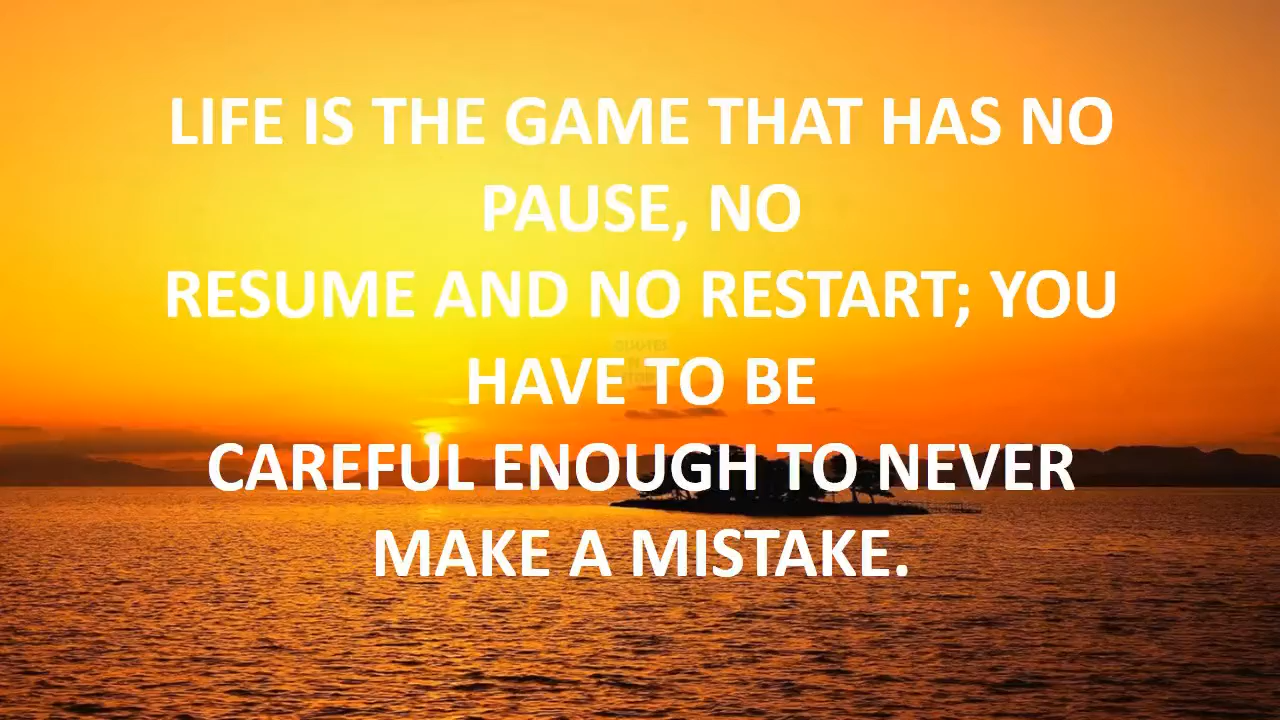 LIFE IS THE GAME THAT HAS NO
PAUSE, NO
RESUME AND NO RESTART; YOU
HAVE TO BE
CAREFUL ENOUGH TO NEVER
MAKE A MISTAKE.